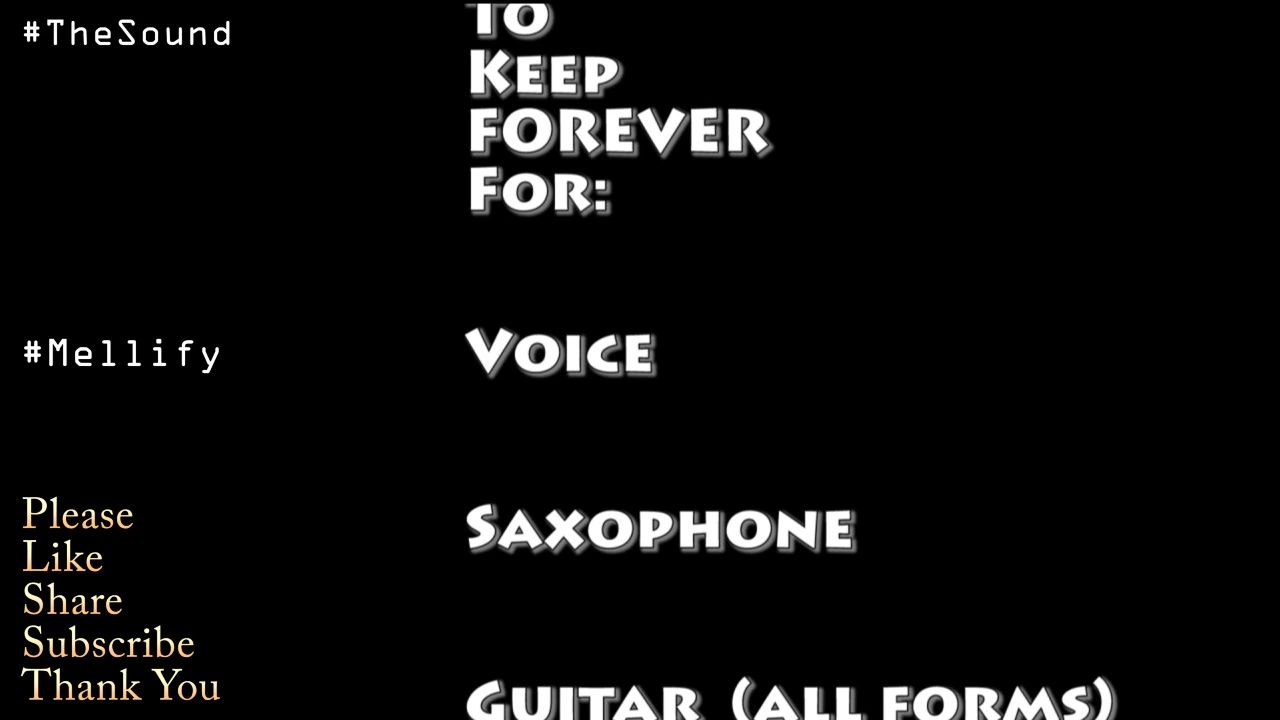 #TheSound
#Mellify
Please
Like
Share
Subscribe
Thank You
To
Keep
FOREVER
For:
Voice
Saxophone
Guitar (all forms)